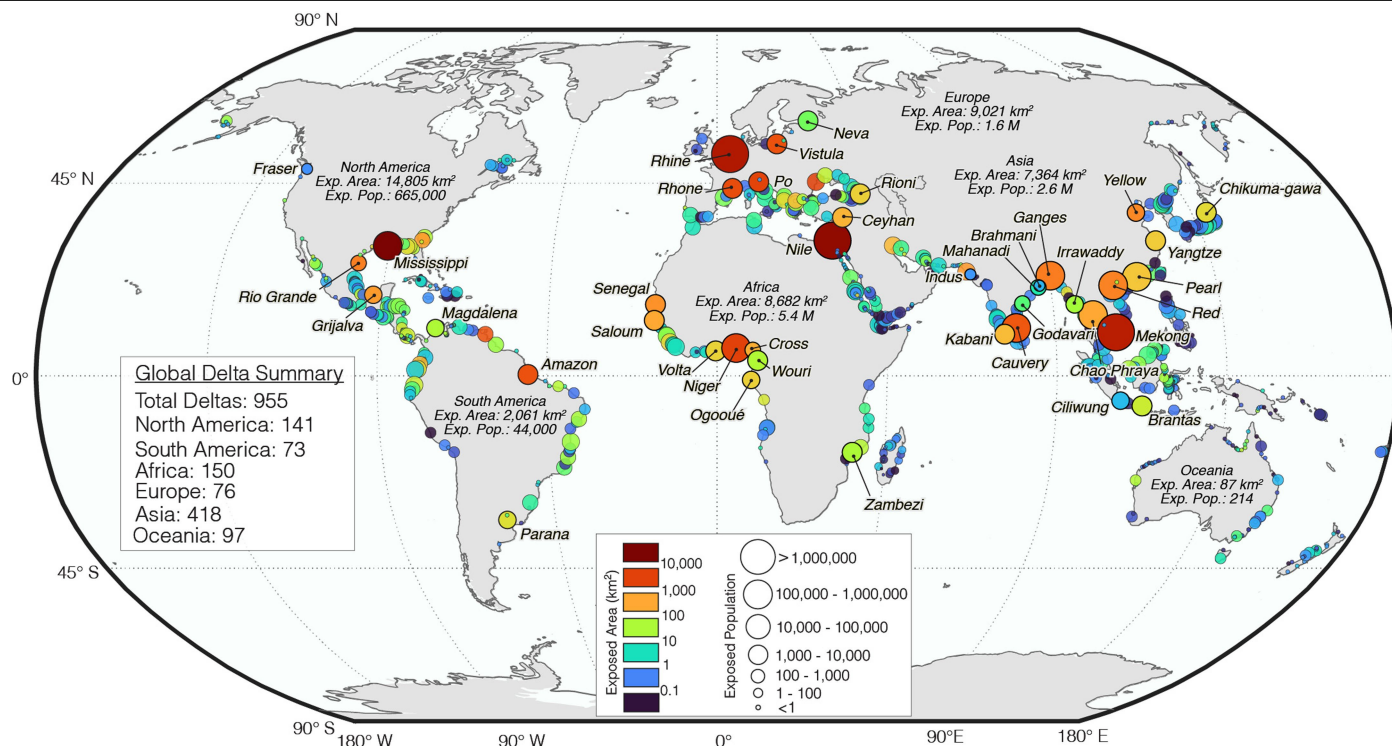 90° N
Europe
Exp. Area: 9,021 km²
Exp. Pop.: 1.6 M
Neva
Vistula
Rhine
Fraser
North America
Exp. Area: 14,805 km²
Exp. Pop.: 665,000
45° N
Rhone
Po
Rioni
Asia
Exp. Area: 7,364 km²
Exp. Pop.: 2.6 M
Yellow
Chikuma-gawa
Ceyhan
Ganges
Brahmani
Mahanadi
Irrawaddy
Nile
Yangtze
Mississippi
Indus
Rio Grande
Senegal
Africa
Exp. Area: 8,682 km²
Exp. Pop.: 5.4 M
Pearl
Red
Grijalva
Magdalena
Saloum
Kabani
Godavari
Mekong
Cross
Volta
Wouri
Niger
Cauvery
Chao Phraya
Amazon
0°
Ogooué
Ciliwung
Brantas
South America
Exp. Area: 2,061 km²
Exp. Pop.: 44,000
Global Delta Summary
Total Deltas: 955
North America: 141
South America: 73
Africa: 150
Europe: 76
Asia: 418
Oceania: 97
Oceania
Exp. Area: 87 km²
Exp. Pop.: 214
Zambezi
Parana
45° S
Exposed Area (km²)
10,000
1,000
100
10
1
0.1
Exposed Population
> 1,000,000
100,000 - 1,000,000
10,000 - 100,000
1,000 - 10,000
100 - 1,000
1 - 100
<1
90° S
180° W
90° W
0°
90°E
180° E